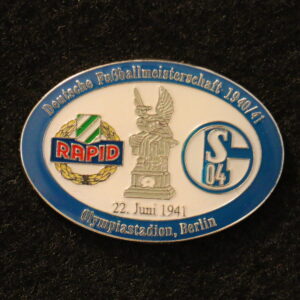 Deutsche Fußballmeisterschaft 1940/41
RAPID
S
04
22. Juni 1941
Olympiastadion, Berlin